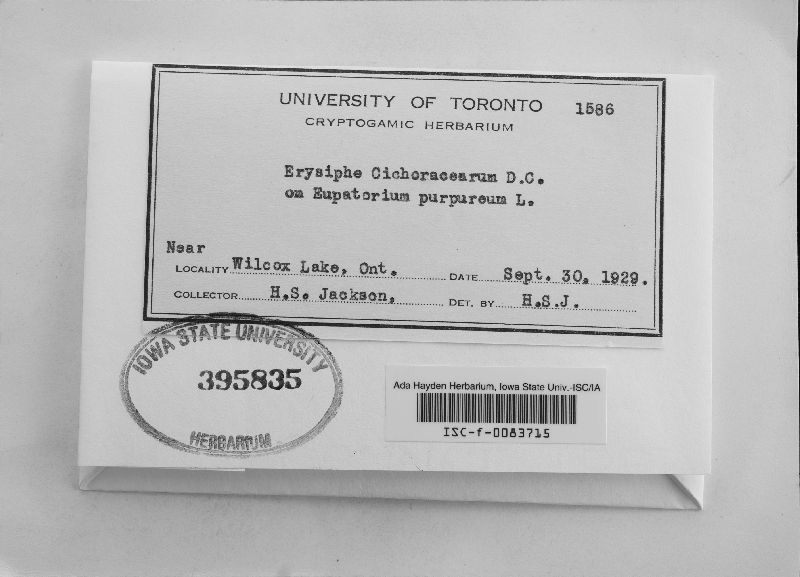 UNIVERSITY OF TORONTO 1586
CRYPTOGAMIC HERBARIUM
Erysiphe Cichoracearum D.C.
on Eupatorium purpureum L.
Near
LOCALITY Wilcox Lake, Ont. DATE Sept. 30, 1929.
COLLECTOR H.S. Jackson, DET. BY H.S.J.
IOWA STATE UNIVERSITY
395835
HERBARIUM
Ada Hayden Herbarium, Iowa State Univ.-ISC/IA
ISC-f-0083715